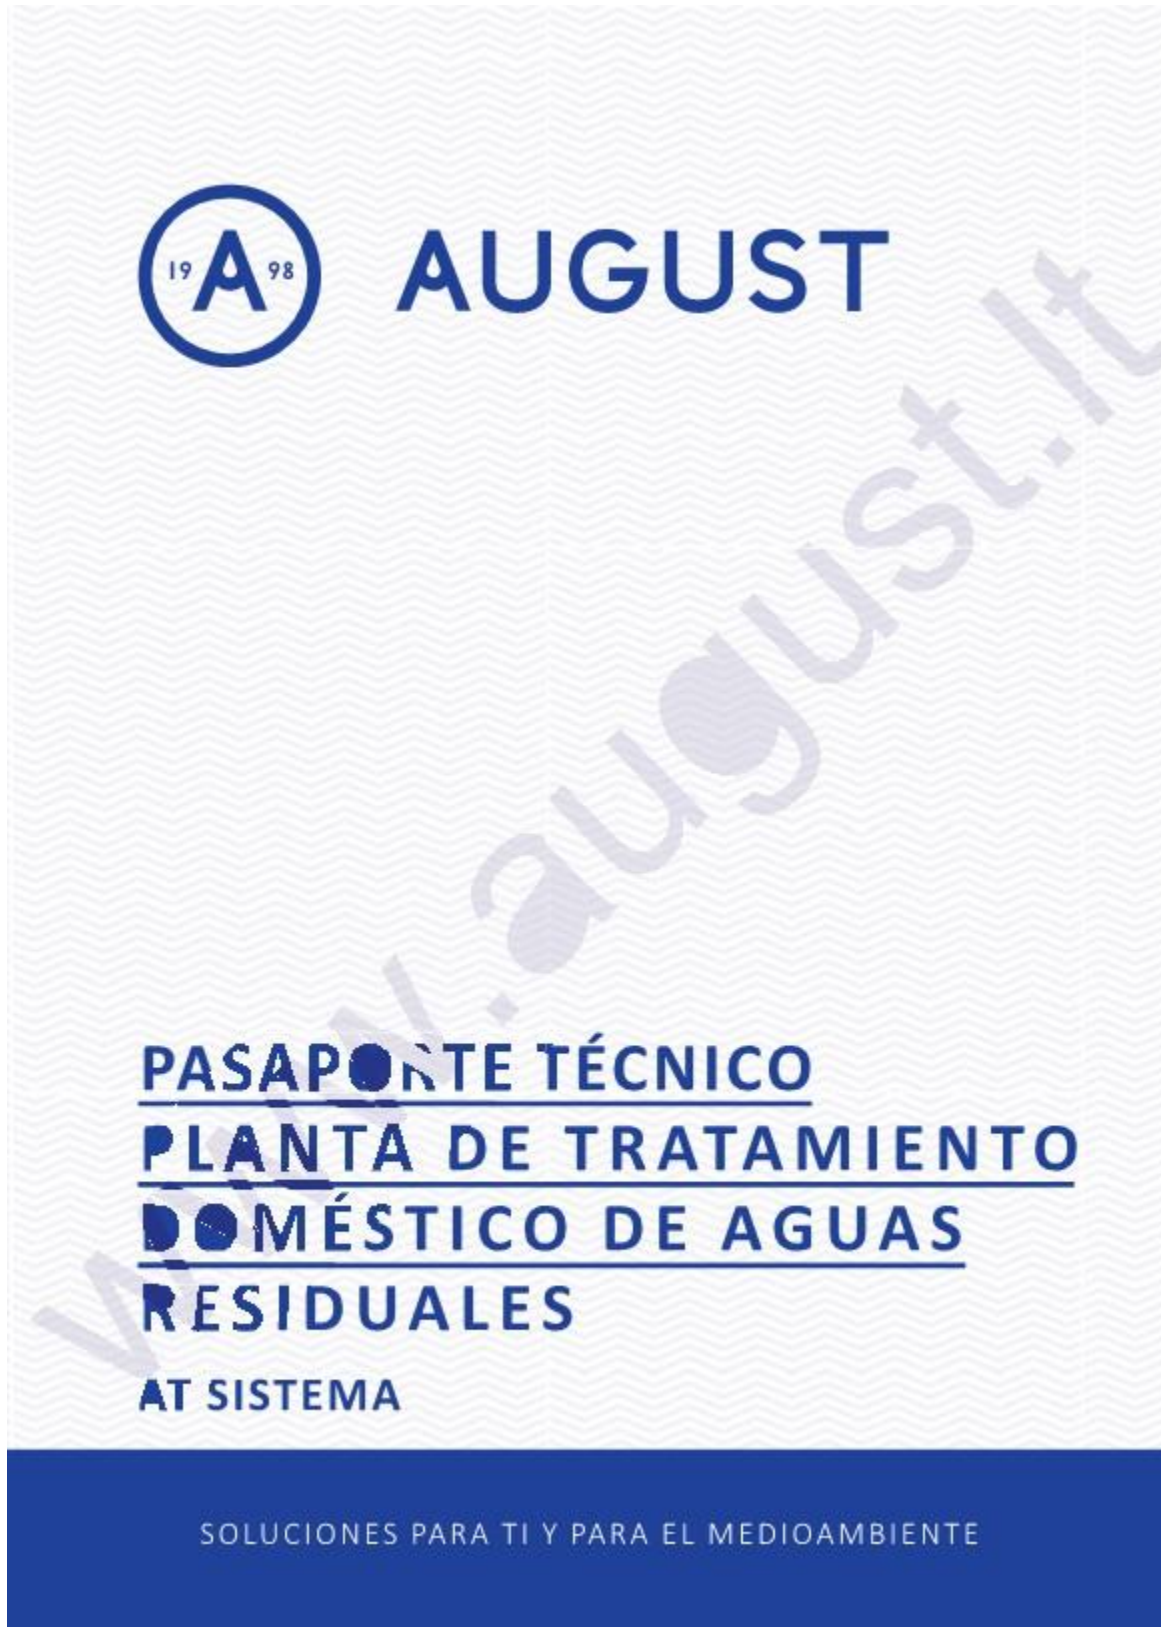 19 A 98 AUGUST
www.august.lt
PASAPORTE TÉCNICO
PLANTA DE TRATAMIENTO
DOMÉSTICO DE AGUAS
RESIDUALES
AT SISTEMA
SOLUCIONES PARA TI Y PARA EL MEDIOAMBIENTE